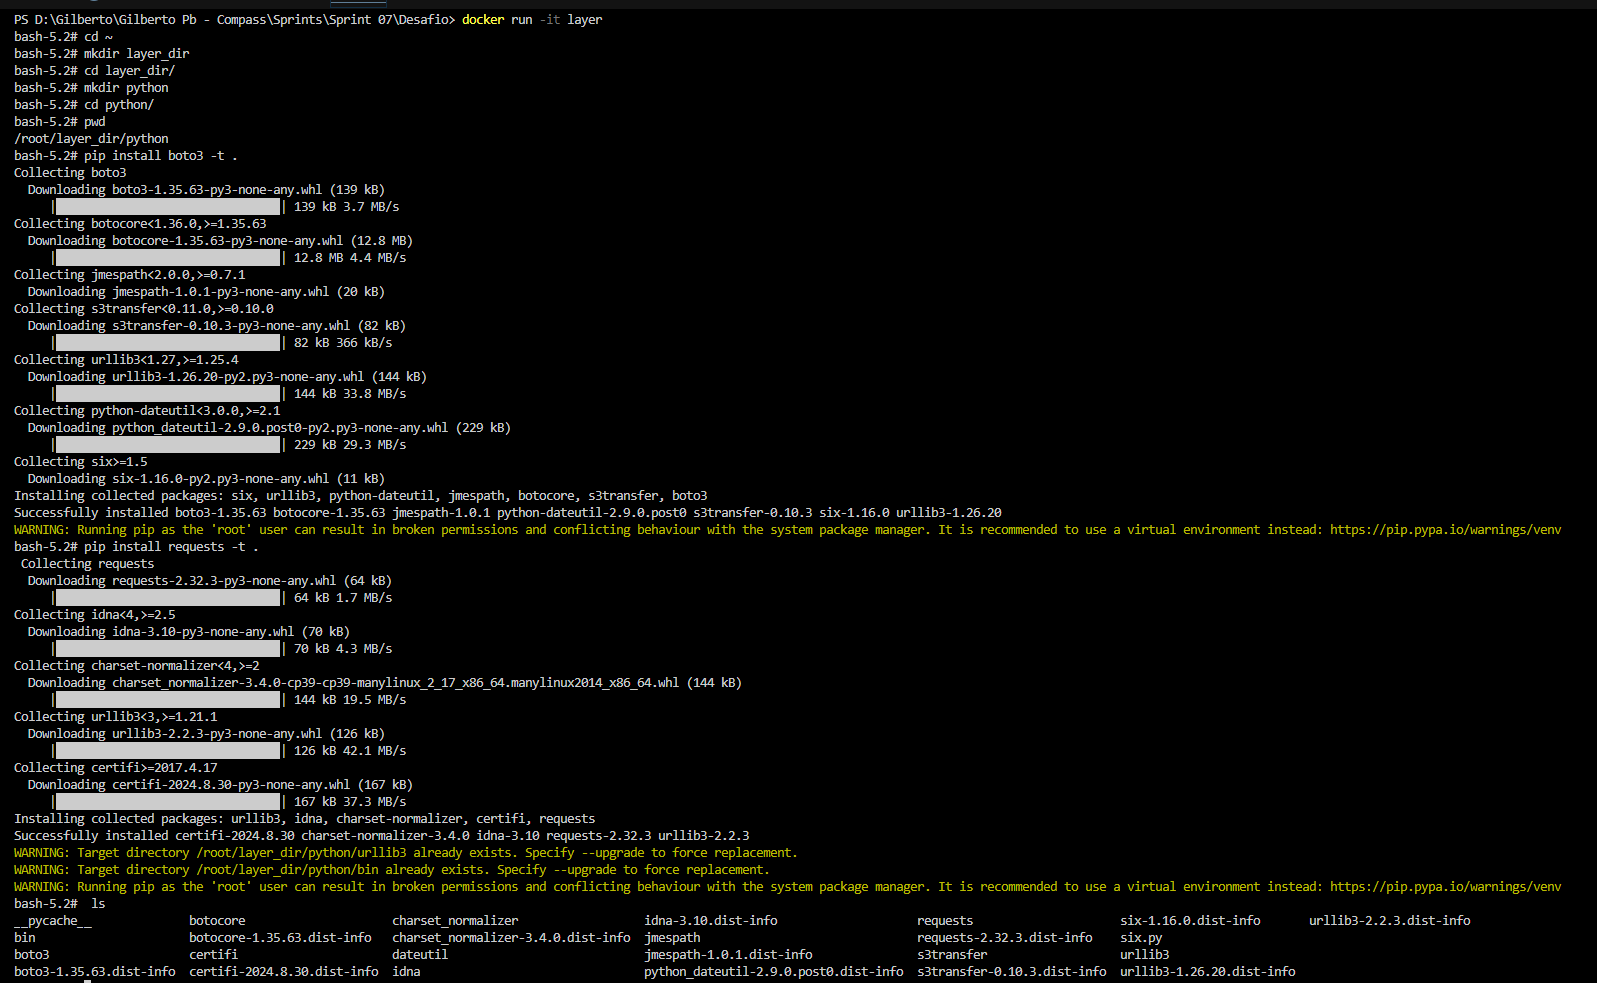 PS D:\Gilberto\Gilberto Pb - Compass\Sprints\Sprint 07\Desafio> docker run -it layer
bash-5.2# cd ~
bash-5.2# mkdir layer_dir
bash-5.2# cd layer_dir/
bash-5.2# mkdir python
bash-5.2# cd python/
bash-5.2# pwd
/root/layer_dir/python
bash-5.2# pip install boto3 -t .
Collecting boto3
  Downloading boto3-1.35.63-py3-none-any.whl (139 kB)
     |████████████████████████████████| 139 kB 3.7 MB/s
Collecting botocore<1.36.0,>=1.35.63
  Downloading botocore-1.35.63-py3-none-any.whl (12.8 MB)
     |████████████████████████████████| 12.8 MB 4.4 MB/s
Collecting jmespath<2.0.0,>=0.7.1
  Downloading jmespath-1.0.1-py3-none-any.whl (20 kB)
Collecting s3transfer<0.11.0,>=0.10.0
  Downloading s3transfer-0.10.3-py3-none-any.whl (82 kB)
     |████████████████████████████████| 82 kB 366 kB/s
Collecting urllib3<1.27,>=1.25.4
  Downloading urllib3-1.26.20-py2.py3-none-any.whl (144 kB)
     |████████████████████████████████| 144 kB 33.8 MB/s
Collecting python-dateutil<3.0.0,>=2.1
  Downloading python_dateutil-2.9.0.post0-py2.py3-none-any.whl (229 kB)
     |████████████████████████████████| 229 kB 29.3 MB/s
Collecting six>=1.5
  Downloading six-1.16.0-py2.py3-none-any.whl (11 kB)
Installing collected packages: six, urllib3, python-dateutil, jmespath, botocore, s3transfer, boto3
Successfully installed boto3-1.35.63 botocore-1.35.63 jmespath-1.0.1 python-dateutil-2.9.0.post0 s3transfer-0.10.3 six-1.16.0 urllib3-1.26.20
WARNING: Running pip as the 'root' user can result in broken permissions and conflicting behaviour with the system package manager. It is recommended to use a virtual environment instead: https://pip.pypa.io/warnings/venv
bash-5.2# pip install requests -t .
 Collecting requests
  Downloading requests-2.32.3-py3-none-any.whl (64 kB)
     |████████████████████████████████| 64 kB 1.7 MB/s
Collecting idna<4,>=2.5
  Downloading idna-3.10-py3-none-any.whl (70 kB)
     |████████████████████████████████| 70 kB 4.3 MB/s
Collecting charset-normalizer<4,>=2
  Downloading charset_normalizer-3.4.0-cp39-cp39-manylinux_2_17_x86_64.manylinux2014_x86_64.whl (144 kB)
     |████████████████████████████████| 144 kB 19.5 MB/s
Collecting urllib3<3,>=1.21.1
  Downloading urllib3-2.2.3-py3-none-any.whl (126 kB)
     |████████████████████████████████| 126 kB 42.1 MB/s
Collecting certifi>=2017.4.17
  Downloading certifi-2024.8.30-py3-none-any.whl (167 kB)
     |████████████████████████████████| 167 kB 37.3 MB/s
Installing collected packages: urllib3, idna, charset-normalizer, certifi, requests
Successfully installed certifi-2024.8.30 charset-normalizer-3.4.0 idna-3.10 requests-2.32.3 urllib3-2.2.3
WARNING: Target directory /root/layer_dir/python/urllib3 already exists. Specify --upgrade to force replacement.
WARNING: Target directory /root/layer_dir/python/bin already exists. Specify --upgrade to force replacement.
WARNING: Running pip as the 'root' user can result in broken permissions and conflicting behaviour with the system package manager. It is recommended to use a virtual environment instead: https://pip.pypa.io/warnings/venv
bash-5.2#  ls
__pycache__ botocore charset_normalizer idna-3.10.dist-info requests six-1.16.0.dist-info urllib3-2.2.3.dist-info
bin botocore-1.35.63.dist-info charset_normalizer-3.4.0.dist-info jmespath requests-2.32.3.dist-info six.py
boto3 certifi dateutil jmespath-1.0.1.dist-info s3transfer urllib3
boto3-1.35.63.dist-info certifi-2024.8.30.dist-info idna python_dateutil-2.9.0.post0.dist-info s3transfer-0.10.3.dist-info urllib3-1.26.20.dist-info